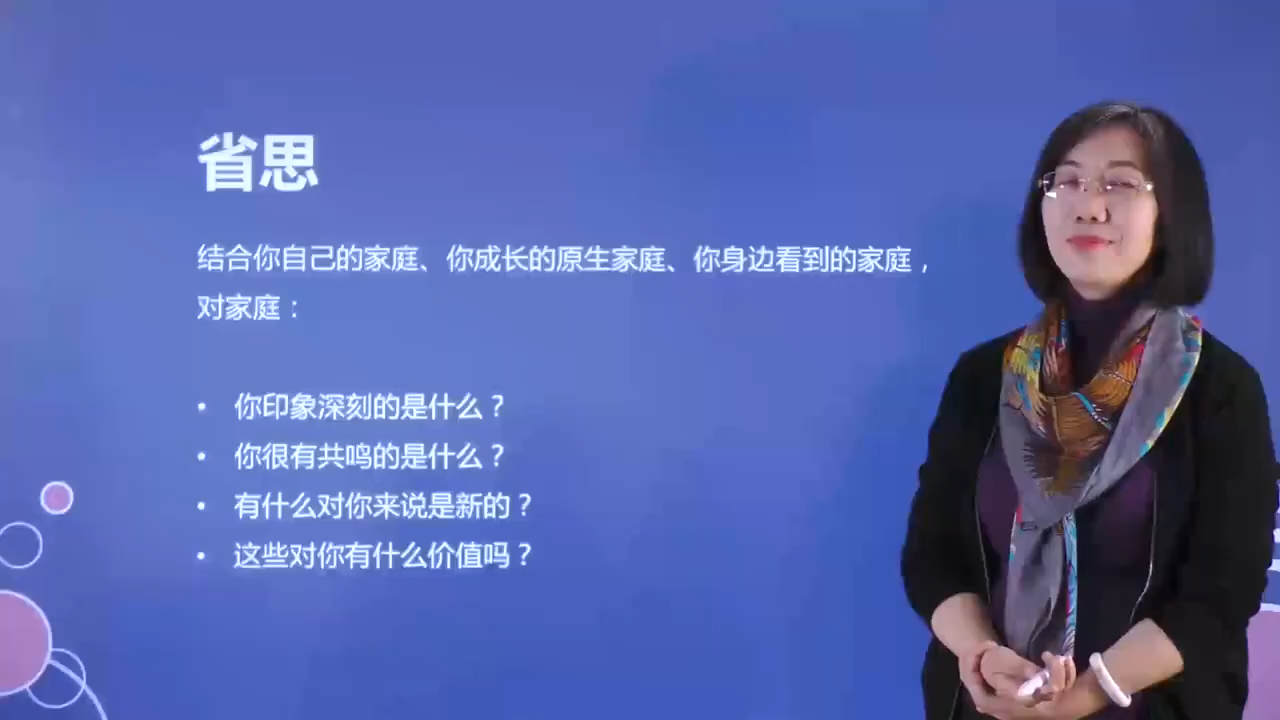 省思
结合你自己的家庭、你成长的原生家庭、你身边看到的家庭，
对家庭：
• 你印象深刻的是什么？
• 你很有共鸣的是什么？
• 有什么对你来说是新的？
• 这些对你有什么价值吗？